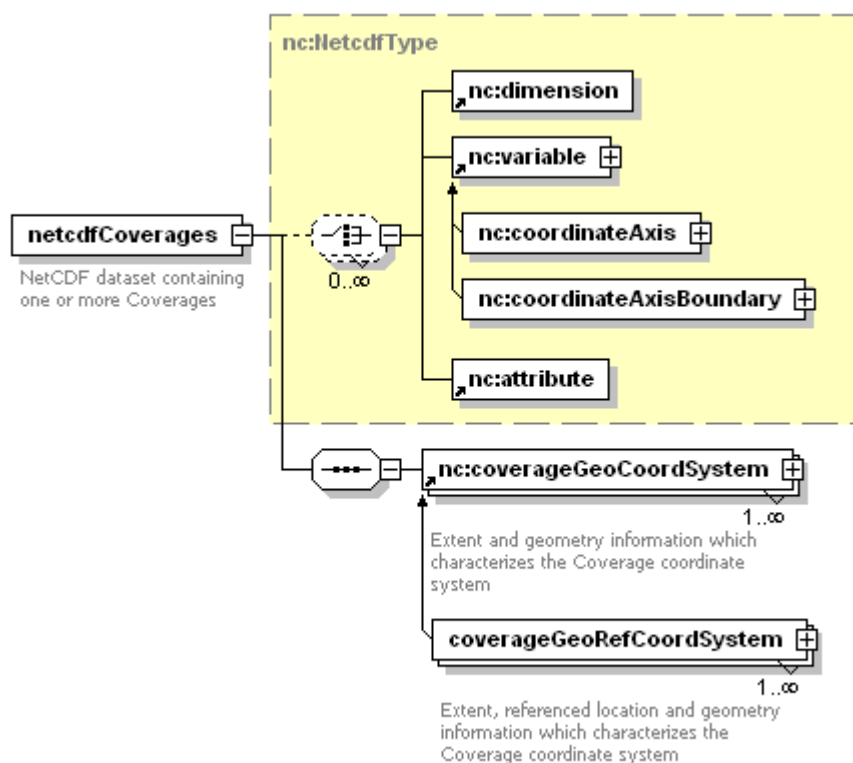 nc:NetcdfType
nc:dimension
nc:variable
netcdfCoverages
NetCDF dataset containing
one or more Coverages
0..∞
nc:coordinateAxis
nc:coordinateAxisBoundary
nc:attribute
nc:coverageGeoCoordSystem
1..∞
Extent and geometry information which
characterizes the Coverage coordinate
system
coverageGeoRefCoordSystem
1..∞
Extent, referenced location and geometry
information which characterizes the
Coverage coordinate system